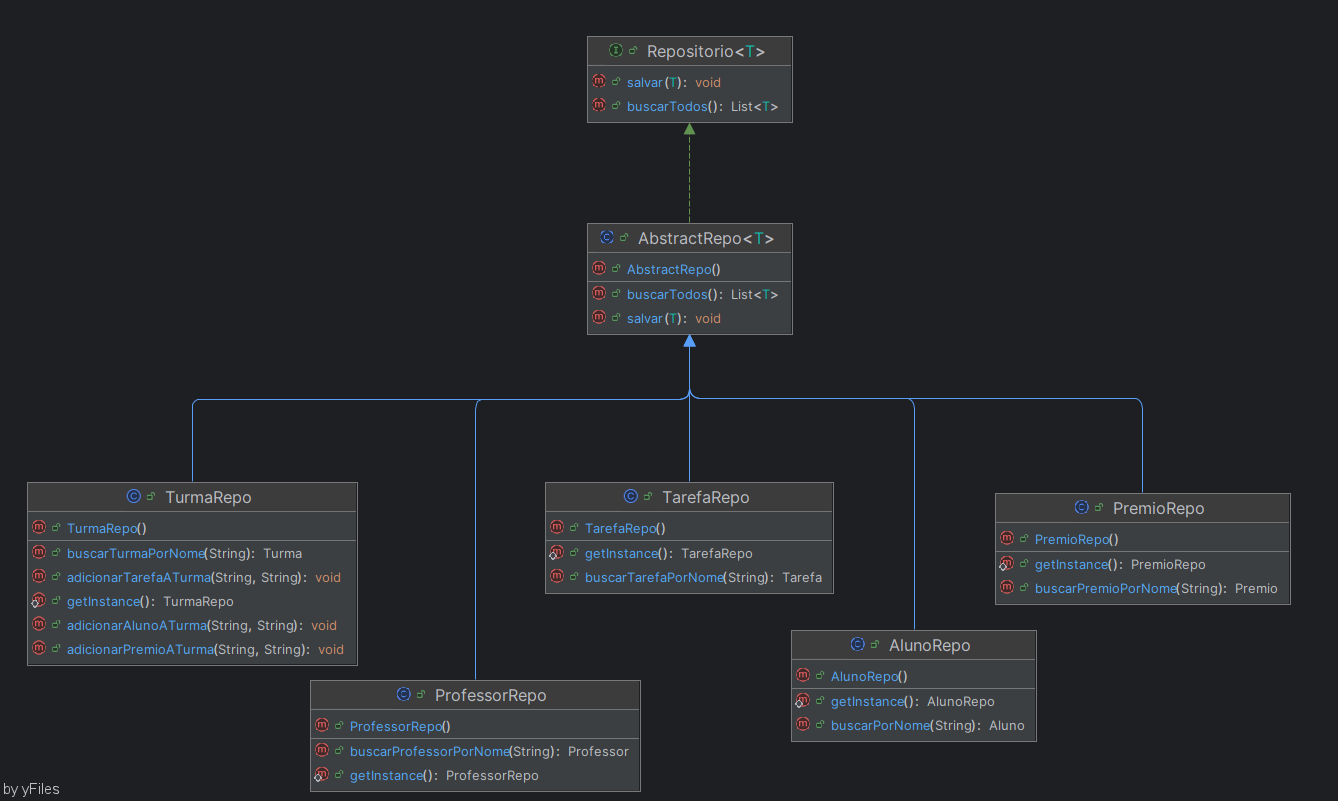 Repositorio<T>
salvar(T): void
buscarTodos(): List<T>
AbstractRepo<T>
AbstractRepo()
buscarTodos(): List<T>
salvar(T): void
TurmaRepo
TurmaRepo()
buscarTurmaPorNome(String): Turma
adicionarTarefaATurma(String, String): void
getInstance(): TurmaRepo
adicionarAlunoATurma(String, String): void
adicionarPremioATurma(String, String): void
ProfessorRepo
ProfessorRepo()
buscarProfessorPorNome(String): Professor
getInstance(): ProfessorRepo
TarefaRepo
TarefaRepo()
getInstance(): TarefaRepo
buscarTarefaPorNome(String): Tarefa
AlunoRepo
AlunoRepo()
getInstance(): AlunoRepo
buscarPorNome(String): Aluno
PremioRepo
PremioRepo()
getInstance(): PremioRepo
buscarPremioPorNome(String): Premio
by yFiles